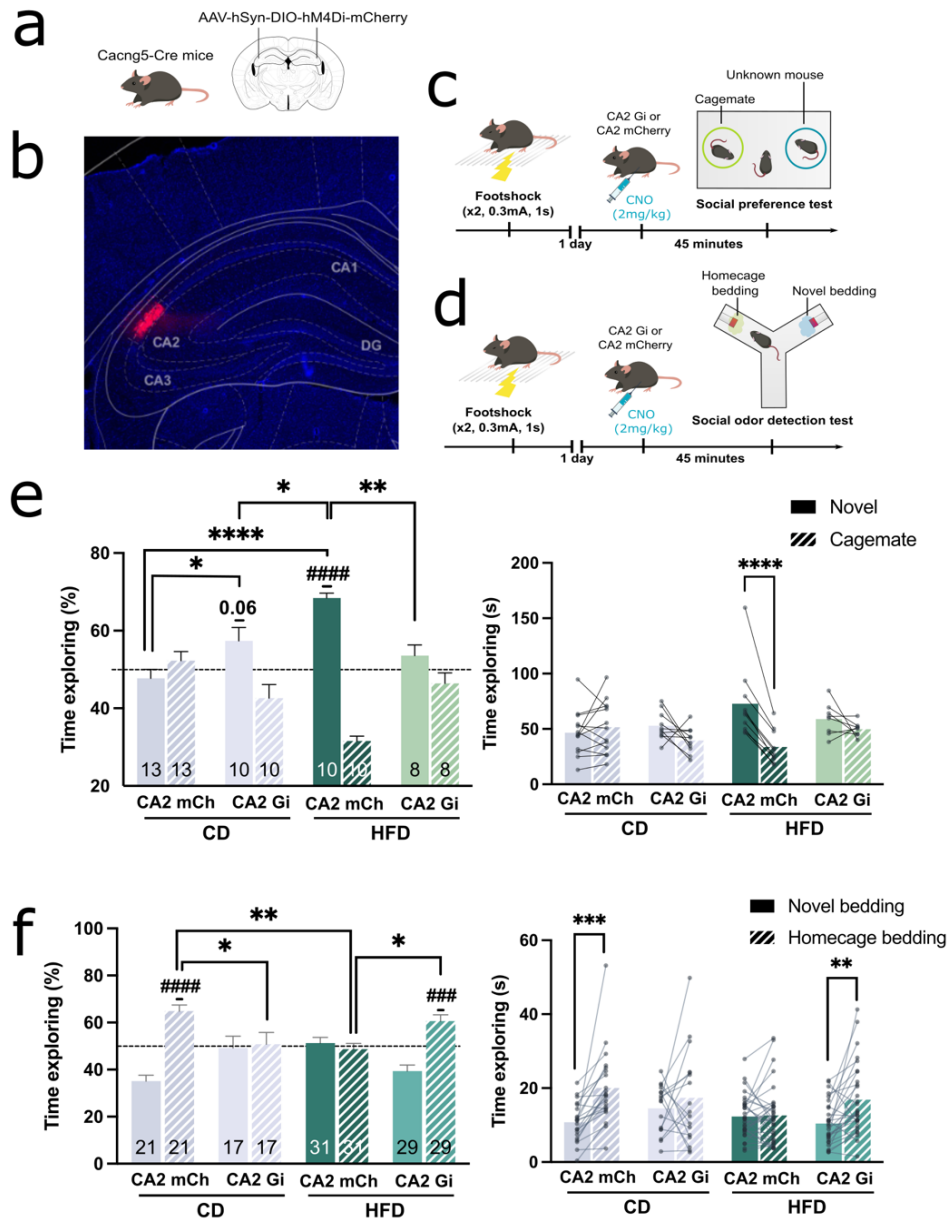 a
AAV-hSyn-DIO-hM4Di-mCherry
Cacng5-Cre mice
b
CA1
CA2
DG
CA3
c
Unknown mouse
Cagemate
CA2 Gi or
CA2 mCherry
Footshock
(x2, 0.3mA, 1s)
CNO
(2mg/kg)
Social preference test
1 day
45 minutes
d
Homecage
bedding
Novel bedding
CA2 Gi or
CA2 mCherry
Footshock
(x2, 0.3mA, 1s)
CNO
(2mg/kg)
Social odor detection test
1 day
45 minutes
e
Time exploring (%)
80
60
40
20
*
**
****
*
0.06
####
13 13 10 10 10 10 8 8
CA2 mCh CA2 Gi CA2 mCh CA2 Gi
CD HFD
Novel
Cagemate
Time exploring (s)
200
150
100
50
0
****
CA2 mCh CA2 Gi CA2 mCh CA2 Gi
CD HFD
f
Time exploring (%)
100
80
60
40
20
0
**
*
*
####
###
21 21 17 17 31 31 29 29
CA2 mCh CA2 Gi CA2 mCh CA2 Gi
CD HFD
Novel bedding
Homecage bedding
Time exploring (s)
60
40
20
0
***
**
CA2 mCh CA2 Gi CA2 mCh CA2 Gi
CD HFD